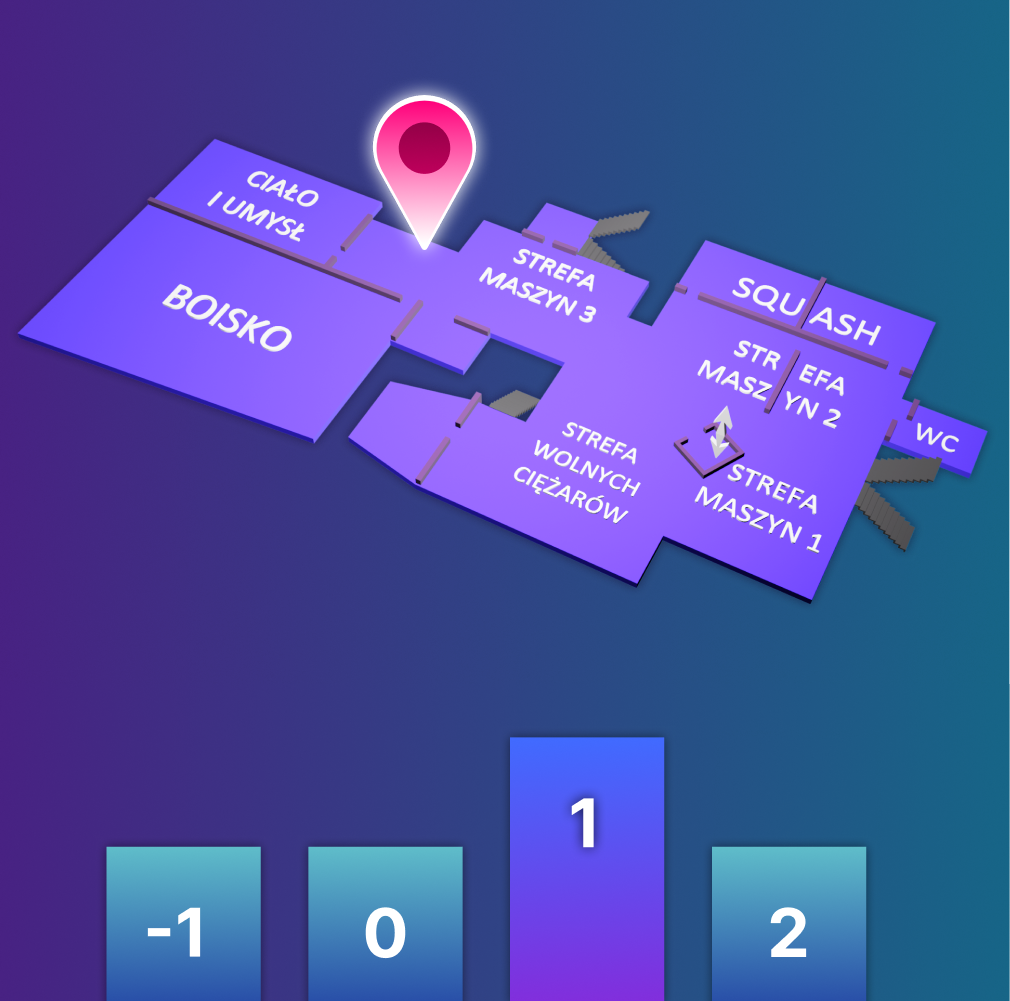 CIAŁO
I UMYSŁ
BOISKO
STREFA
MASZYN 3
SQUASH
STREFA
MASZYN 2
WC
STREFA
WOLNYCH
CIĘŻARÓW
STREFA
MASZYN 1
-1
0
1
2